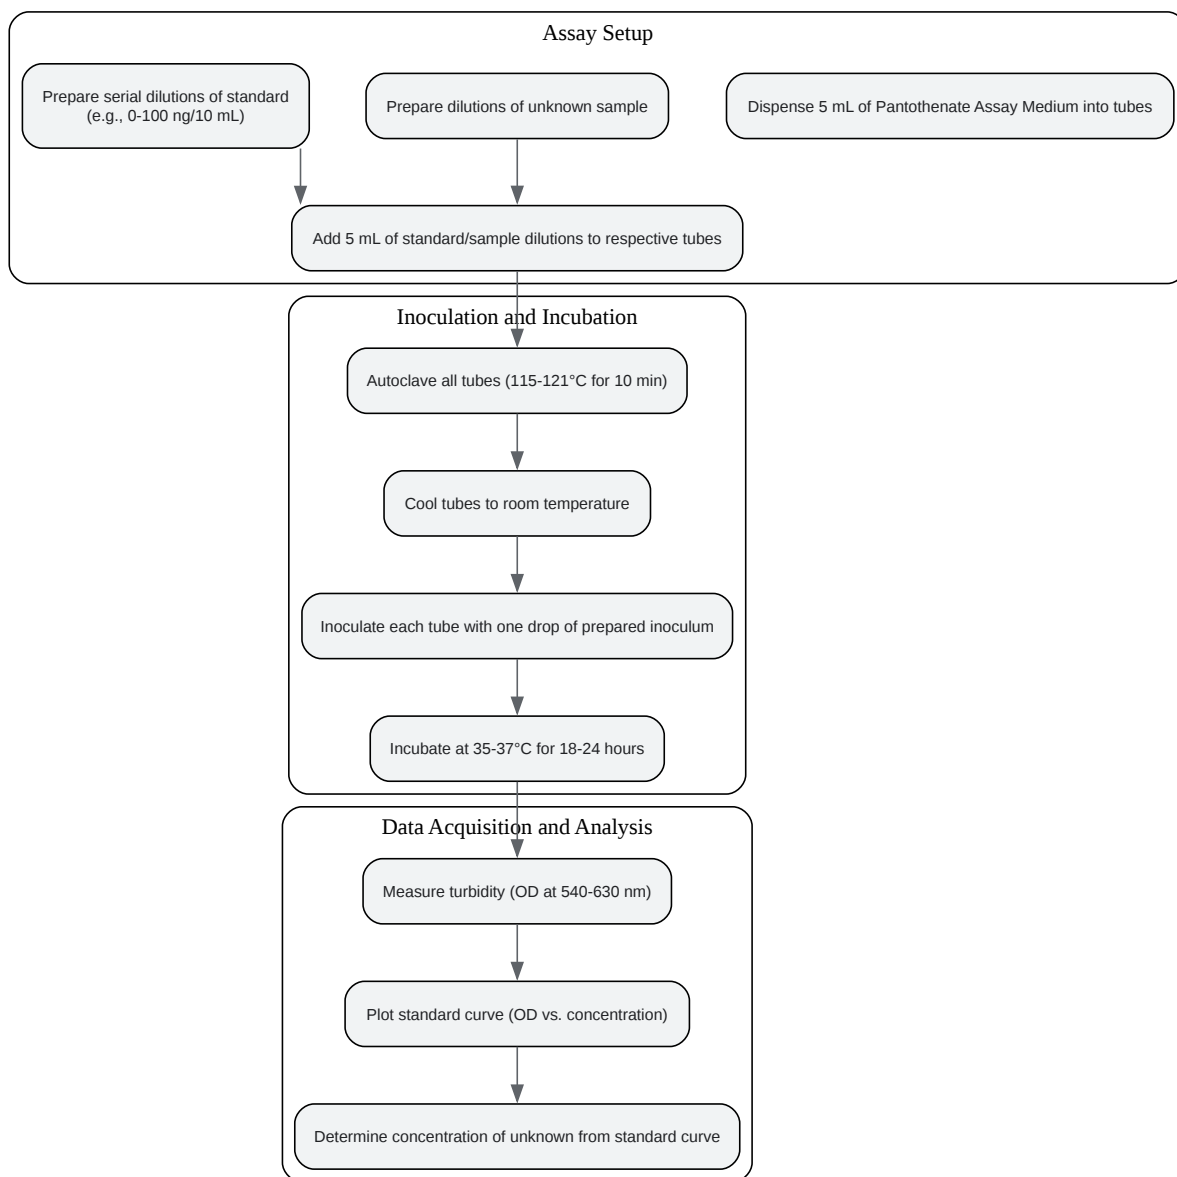 Assay Setup
Prepare serial dilutions of standard
(e.g., 0-100 ng/10 mL)
Prepare dilutions of unknown sample
Dispense 5 mL of Pantothenate Assay Medium into tubes
Add 5 mL of standard/sample dilutions to respective tubes
Inoculation and Incubation
Autoclave all tubes (115-121°C for 10 min)
Cool tubes to room temperature
Inoculate each tube with one drop of prepared inoculum
Incubate at 35-37°C for 18-24 hours
Data Acquisition and Analysis
Measure turbidity (OD at 540-630 nm)
Plot standard curve (OD vs. concentration)
Determine concentration of unknown from standard curve